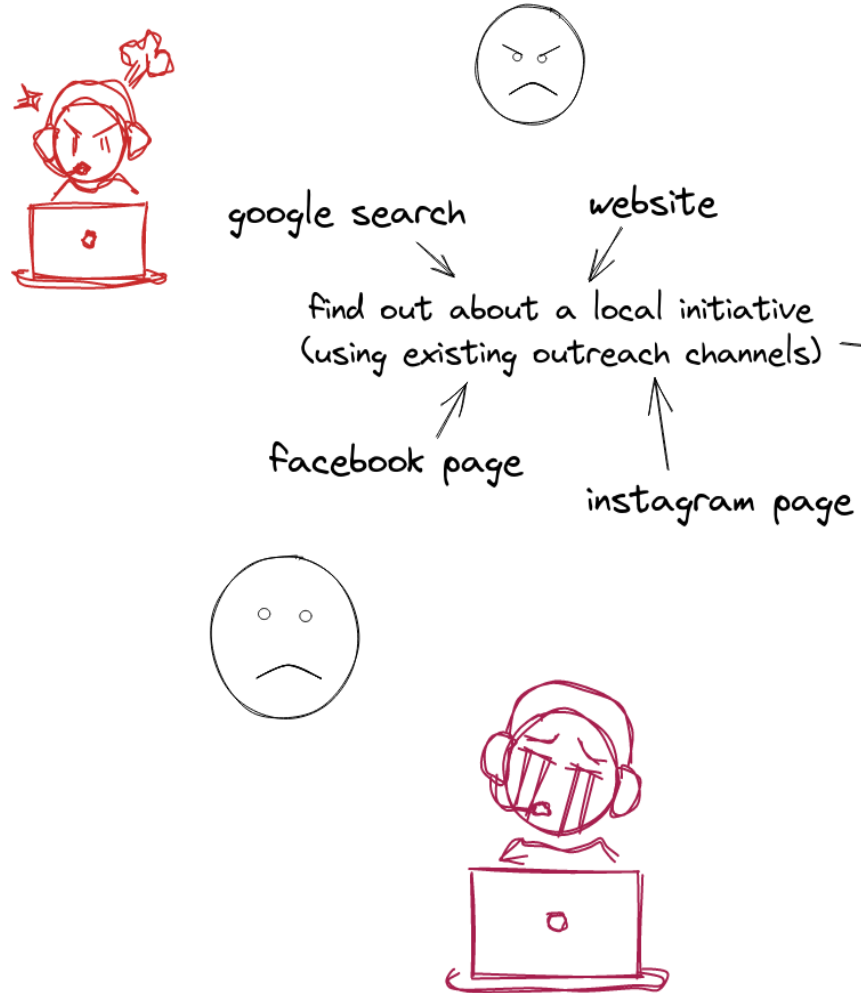 google search
website
find out about a local initiative
(using existing outreach channels)
facebook page
instagram page